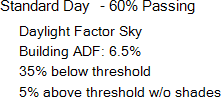 Standard Day - 60% Passing
Daylight Factor Sky
Building ADF: 6.5%
35% below threshold
5% above threshold w/o shades